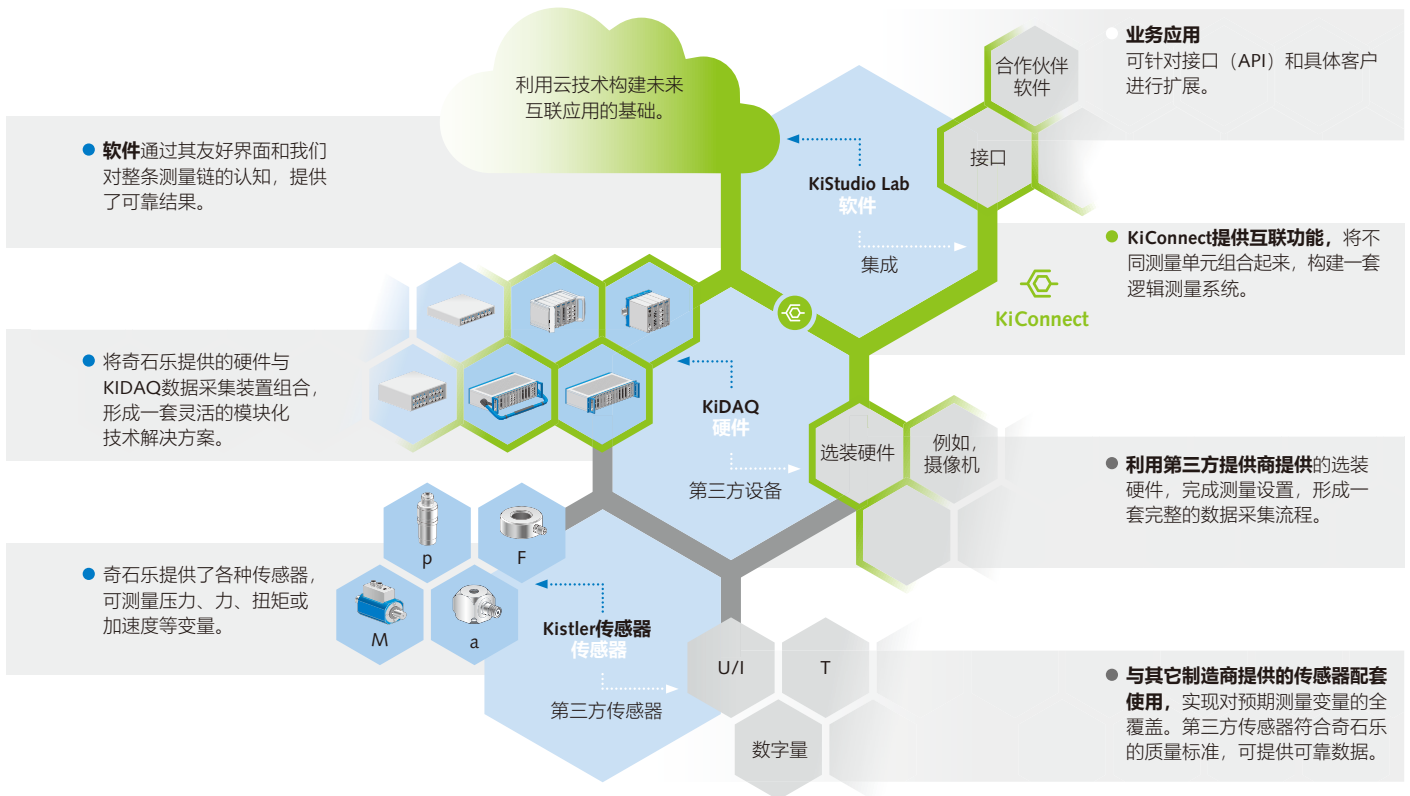 利用云技术构建未来
互联应用的基础。
软件通过其友好界面和我们
对整条测量链的认知，提供
了可靠结果。
KiStudio Lab
软件
集成
合作伙伴
软件
接口
业务应用
可针对接口（API）和具体客户
进行扩展。
KiConnect
KiConnect提供互联功能，将不
同测量单元组合起来，构建一套
逻辑测量系统。
将奇石乐提供的硬件与
KIDAQ数据采集装置组合，
形成一套灵活的模块化
技术解决方案。
KiDAQ
硬件
第三方设备
选装硬件
例如，
摄像机
利用第三方提供商提供的选装
硬件，完成测量设置，形成一
套完整的数据采集流程。
奇石乐提供了各种传感器，
可测量压力、力、扭矩或
加速度等变量。
p
F
M
a
Kistler传感器
传感器
第三方传感器
U/I
T
数字量
与其它制造商提供的传感器配套
使用，实现对预期测量变量的全
覆盖。第三方传感器符合奇石乐
的质量标准，可提供可靠数据。